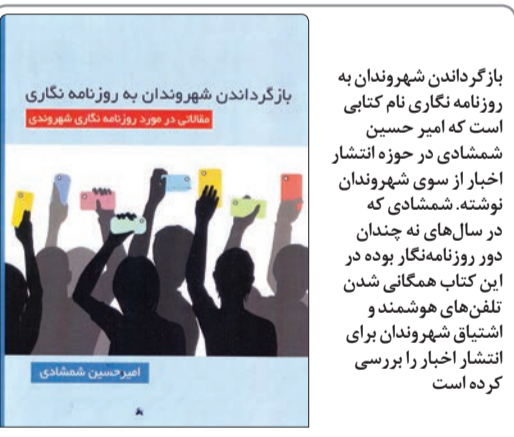 بازگرداندن شهروندان به روزنامه نگاری
مقالاتی در مورد روزنامه نگاری شهروندی
امیرحسین شمشادی
بازگرداندن شهروندان به
روزنامه نگاری نام کتابی
است که امیر حسین
شمشادی در حوزه انتشار
اخبار از سوی شهروندان
نوشته. شمشادی که
در سال‌های نه چندان
دور روزنامه‌نگار بوده در
این کتاب همگانی شدن
تلفن‌های هوشمند و
اشتیاق شهروندان برای
انتشار اخبار را بررسی
کرده است